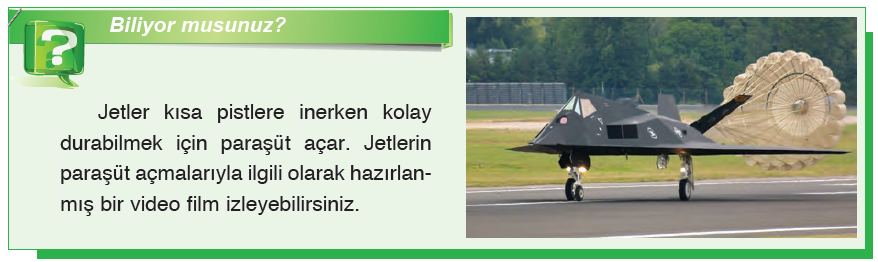 Biliyor musunuz?
Jetler kısa pistlere inerken kolay
durabilmek için paraşüt açar. Jetlerin
paraşüt açmalarıyla ilgili olarak hazırlan-
mış bir video film izleyebilirsiniz.